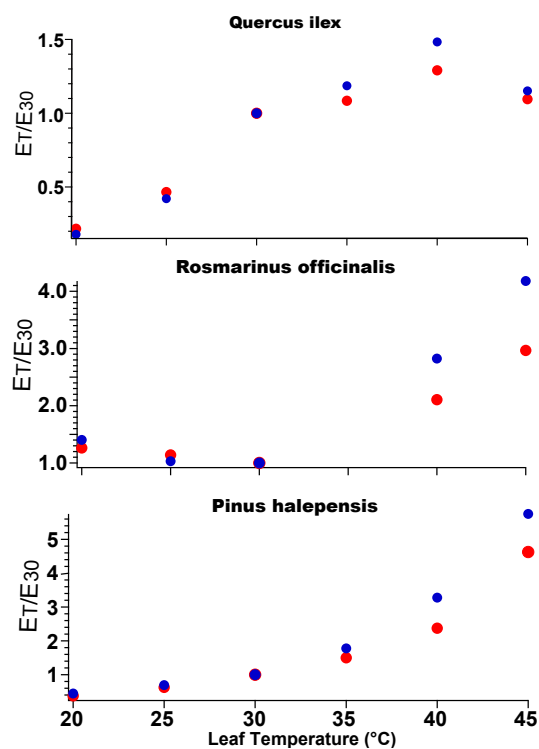 Quercus ilex
1.5
1.0
0.5
ET/E30
Rosmarinus officinalis
4.0
3.0
2.0
1.0
ET/E30
Pinus halepensis
5
4
3
2
1
ET/E30
20 25 30 35 40 45
Leaf Temperature (°C)